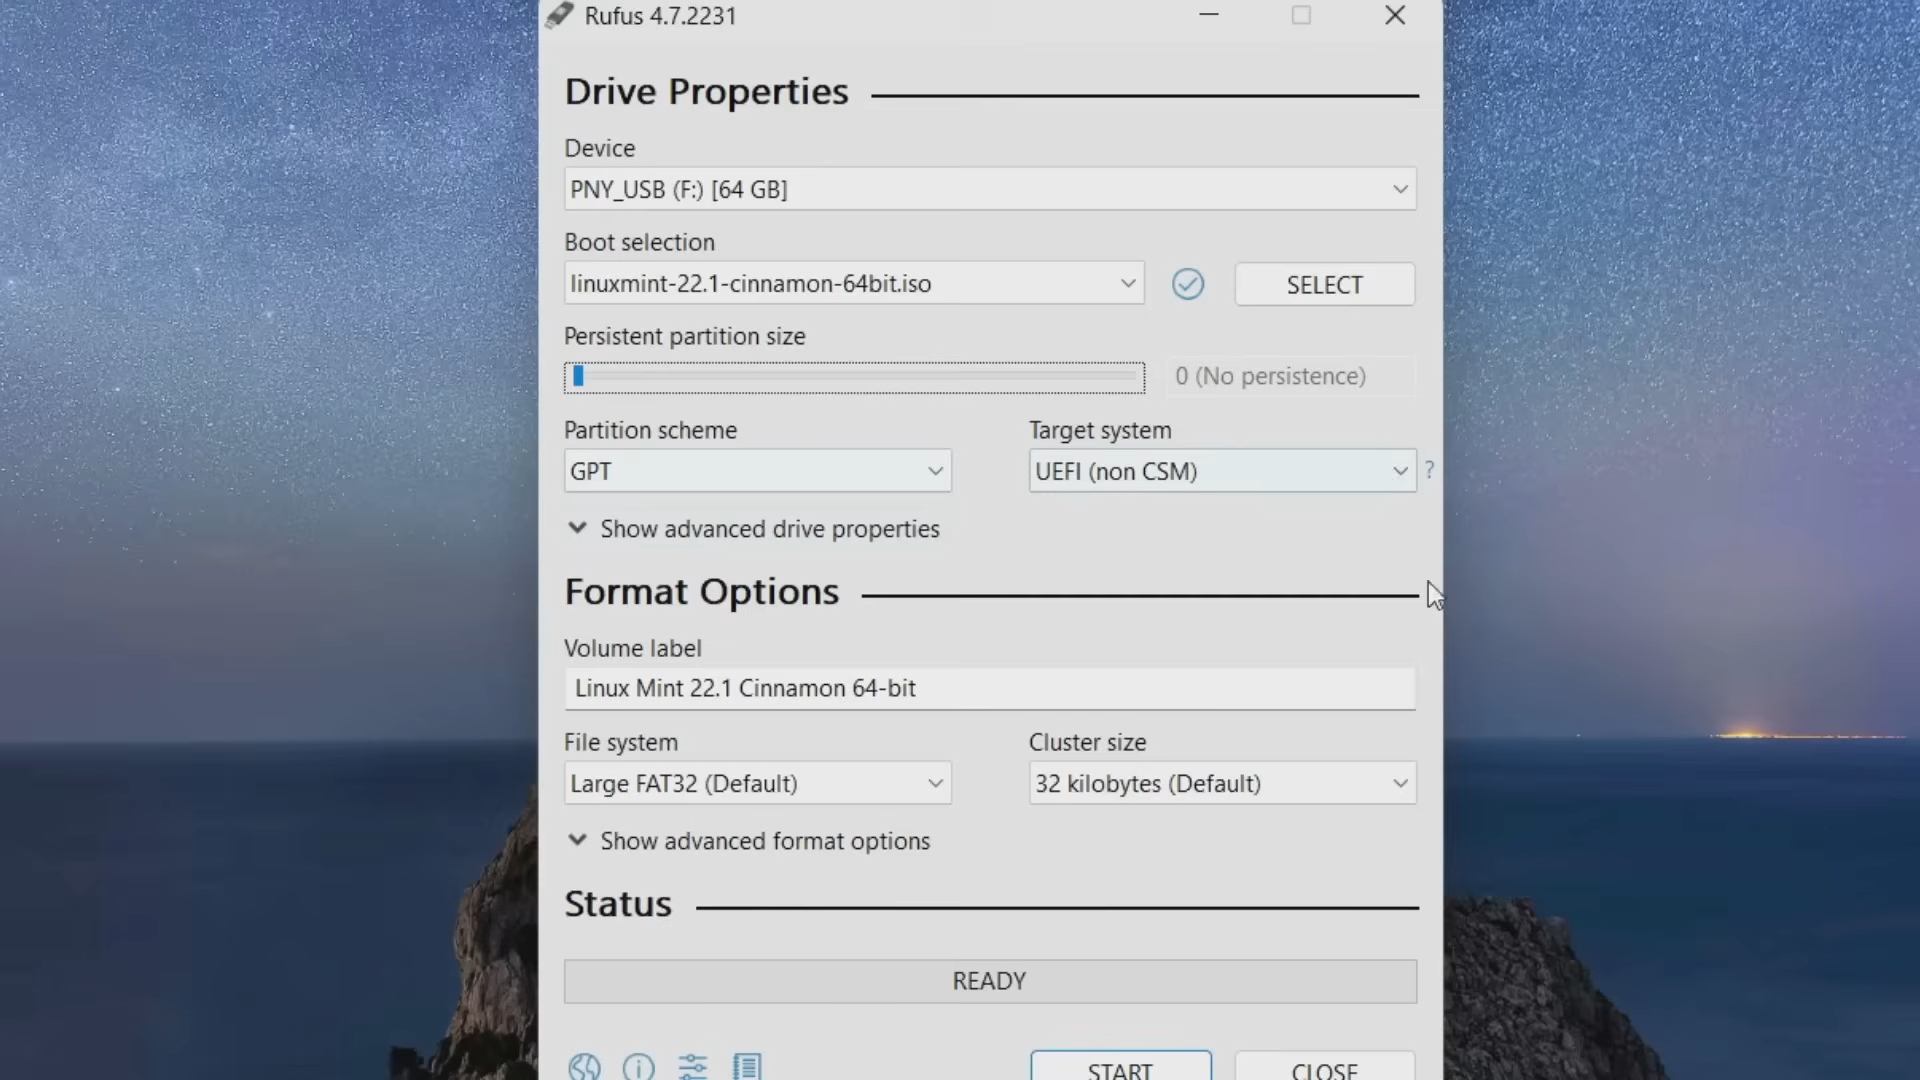 Rufus 4.7.2231
Drive Properties
Device
PNY_USB (F:) [64 GB]
Boot selection
linuxmint-22.1-cinnamon-64bit.iso
SELECT
Persistent partition size
0 (No persistence)
Partition scheme
Target system
GPT
UEFI (non CSM)
?
Show advanced drive properties
Format Options
Volume label
Linux Mint 22.1 Cinnamon 64-bit
File system
Cluster size
Large FAT32 (Default)
32 kilobytes (Default)
Show advanced format options
Status
READY
START
CLOSE